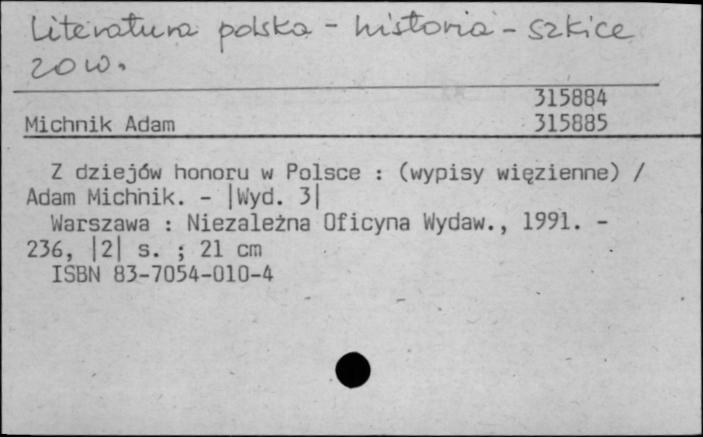 Literatura polska - historia - szkice
20 w.
315884
Michnik Adam 315885
Z dziejów honoru w Polsce : (wypisy więzienne) /
Adam Michnik. - |Wyd. 3|
Warszawa : Niezależna Oficyna Wydaw., 1991. -
236, |2| s. ; 21 cm
ISBN 83-7054-010-4